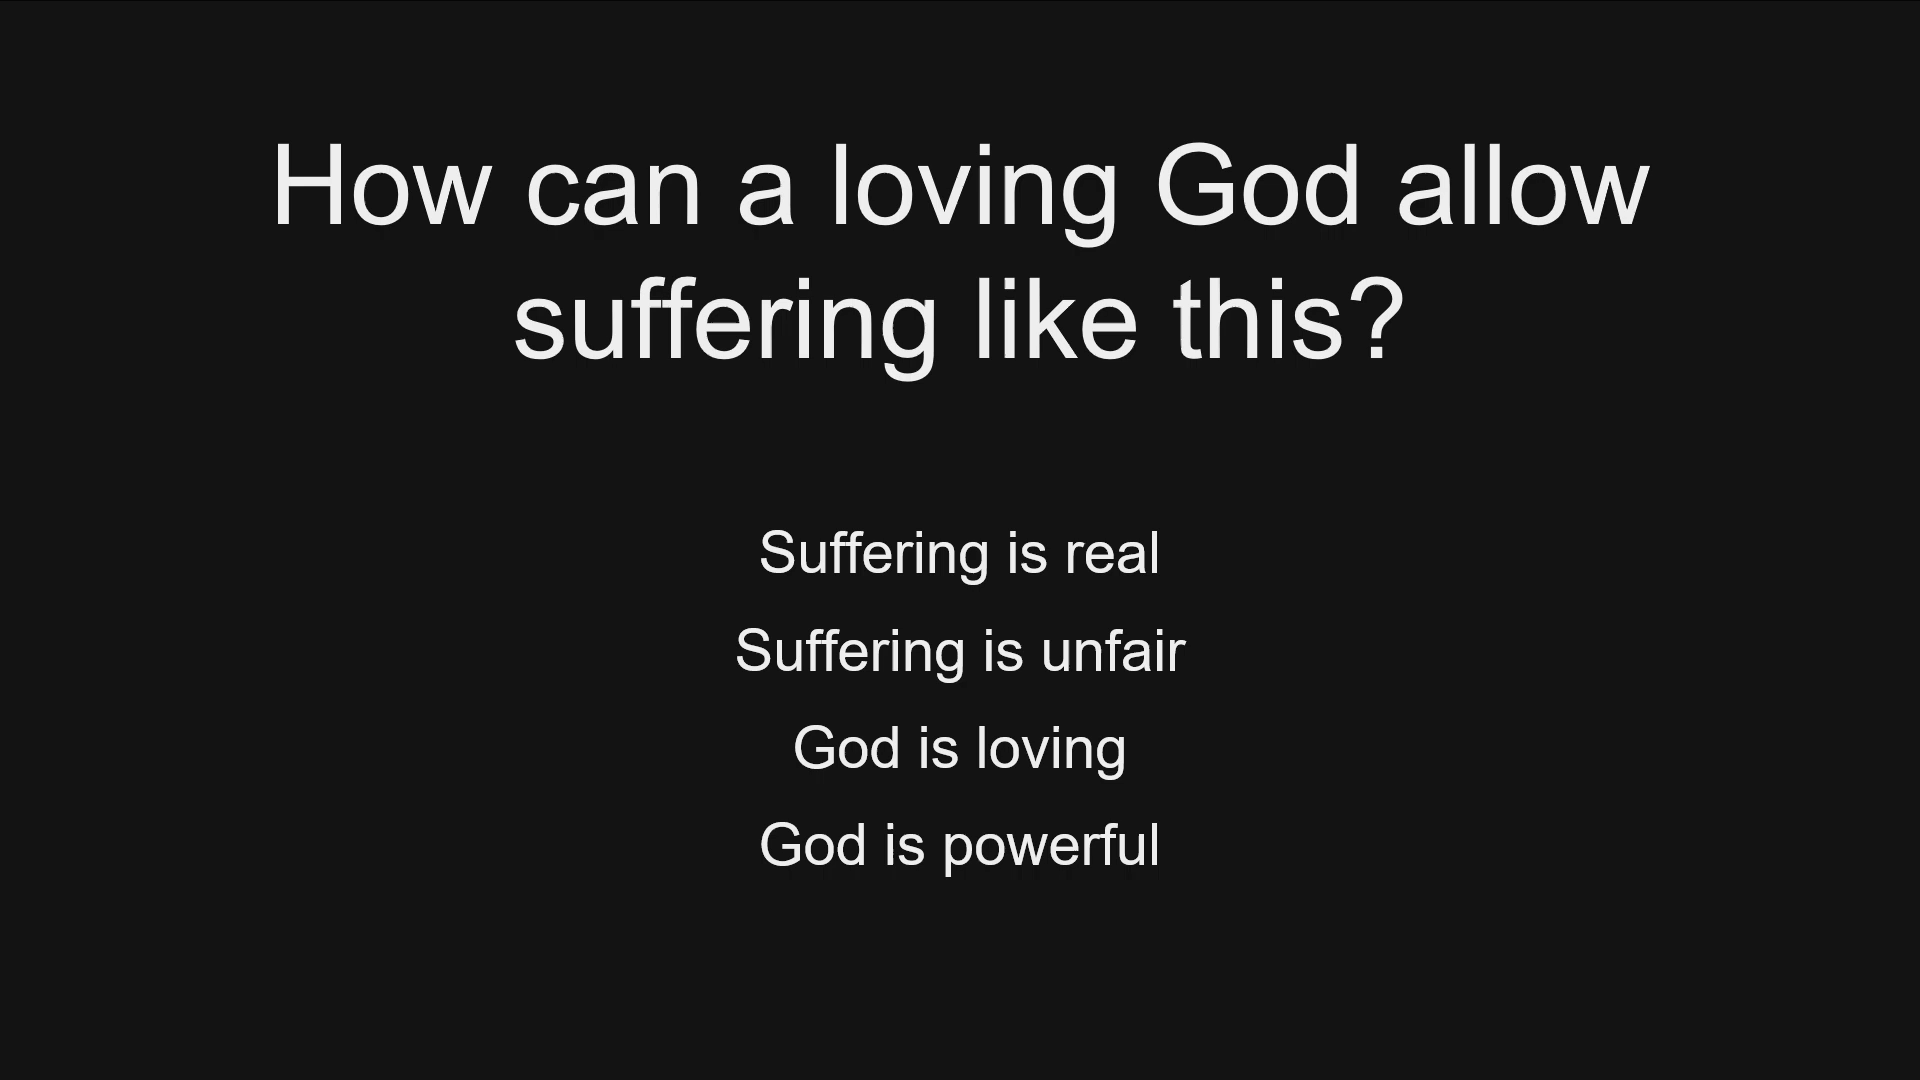 How can a loving God allow
suffering like this?
Suffering is real
Suffering is unfair
God is loving
God is powerful